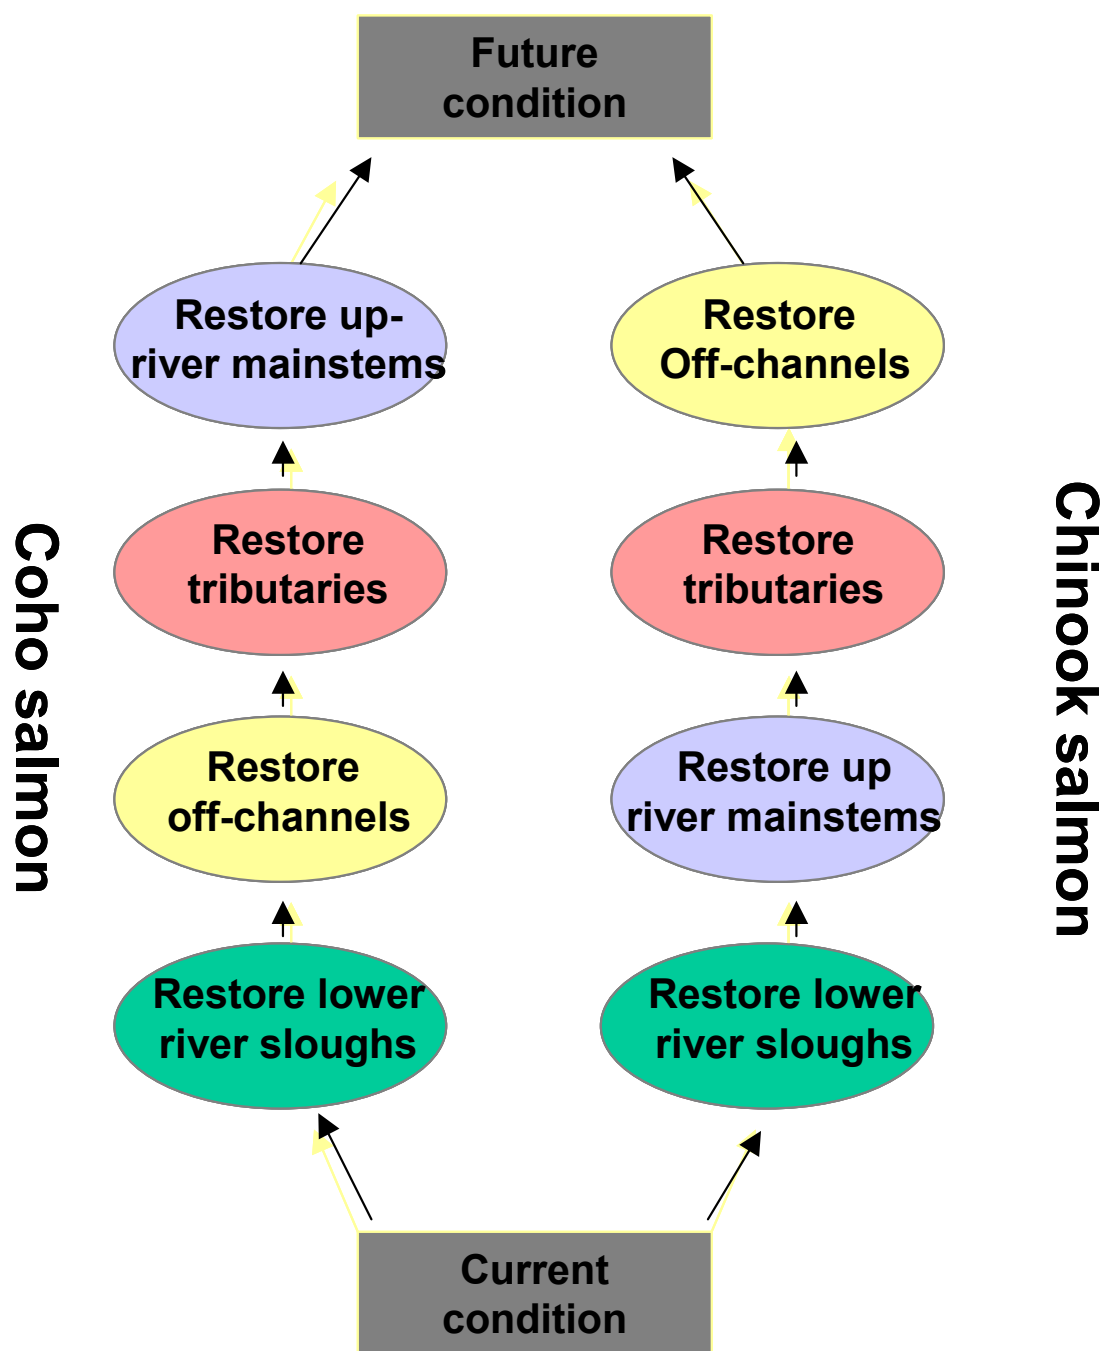 Future
condition
Restore up-
river mainstems
Restore
Off-channels
Restore
tributaries
Restore
tributaries
Coho salmon
Chinook salmon
Restore
off-channels
Restore up
river mainstems
Restore lower
river sloughs
Restore lower
river sloughs
Current
condition